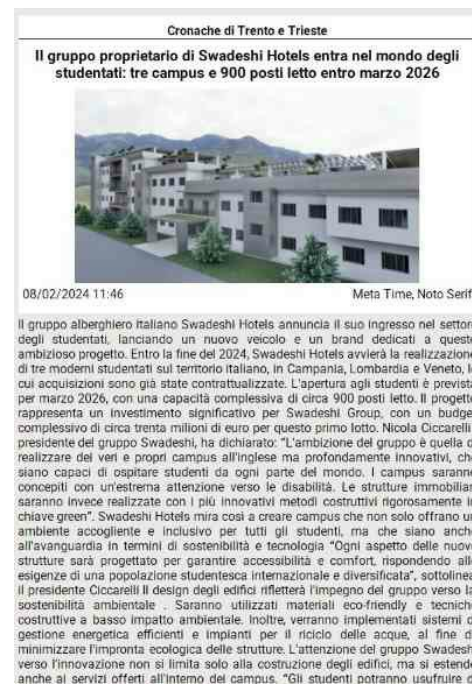 Cronache di Trento e Trieste
Il gruppo proprietario di Swadeshi Hotels entra nel mondo degli
studentati: tre campus e 900 posti letto entro marzo 2026
08/02/2024 11:46
Meta Time, Noto Serif
Il gruppo alberghiero italiano Swadeshi Hotels annuncia il suo ingresso nel settore
degli studentati, lanciando un nuovo veicolo e un brand dedicati a questo
ambizioso progetto. Entro la fine del 2024, Swadeshi Hotels avvierà la realizzazione
di tre moderni studentati sul territorio italiano, in Campania, Lombardia e Veneto, l
cui acquisizioni sono già state contrattualizzate. L'apertura agli studenti è prevista
per marzo 2026, con una capacità complessiva di circa 900 posti letto. Il progetto
rappresenta un investimento significativo per Swadeshi Group, con un budge
complessivo di circa trenta milioni di euro per questo primo lotto. Nicola Ciccarelli
presidente del gruppo Swadeshi, ha dichiarato: "L'ambizione del gruppo è quella d
realizzare dei veri e propri campus all'inglese ma profondamente innovativi, che
siano capaci di ospitare studenti da ogni parte del mondo. I campus saranno
concepiti con un'estrema attenzione verso le disabilità. Le strutture immobiliar
saranno invece realizzate con i più innovativi metodi costruttivi rigorosamente in
chiave green". Swadeshi Hotels mira così a creare campus che non solo offrano un
ambiente accogliente e inclusivo per tutti gli studenti, ma che siano anche
all'avanguardia in termini di sostenibilità e tecnologia "Ogni aspetto delle nuove
strutture sarà progettato per garantire accessibilità e comfort, rispondendo alle
esigenze di una popolazione studentesca internazionale e diversificata", sottolinea
il presidente Ciccarelli Il design degli edifici rifletterà l'impegno del gruppo verso la
sostenibilità ambientale . Saranno utilizzati materiali eco-friendly e tecniche
costruttive a basso impatto ambientale. Inoltre, verranno implementati sistemi d
gestione energetica efficienti e impianti per il riciclo delle acque, al fine d
minimizzare l'impronta ecologica delle strutture. L'attenzione del gruppo Swadesh
verso l'innovazione non si limita solo alla costruzione degli edifici, ma si estende
anche ai servizi offerti all'interno del campus. "Gli studenti potranno usufruire d